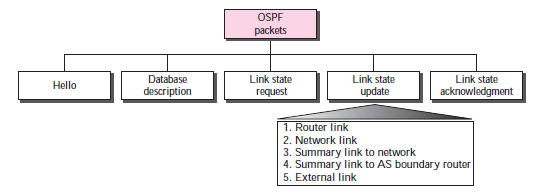 OSPF
packets
Hello
Database
description
Link state
request
Link state
update
Link state
acknowledgment
1. Router link
2. Network link
3. Summary link to network
4. Summary link to AS boundary router
5. External link